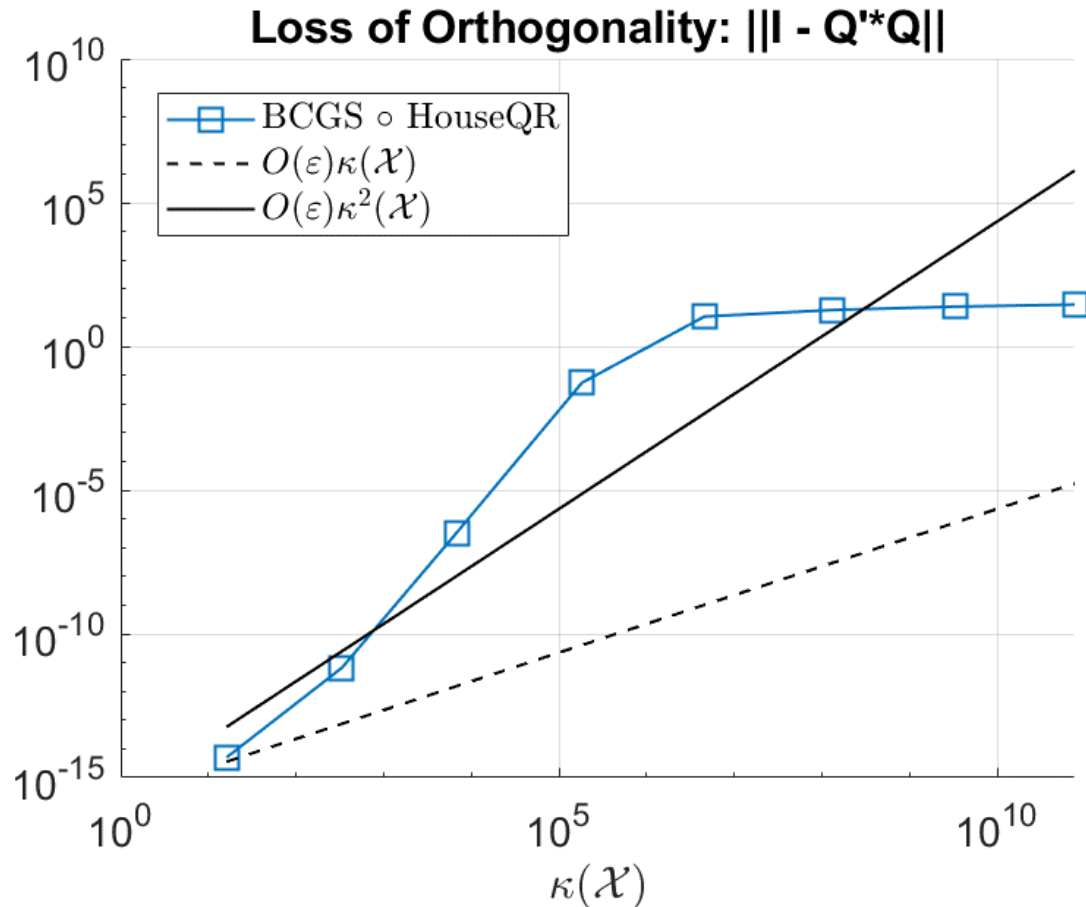 Loss of Orthogonality: ||I - Q'*Q||
10^10
BCGS ∘ HouseQR
O(ε)κ(𝒳)
O(ε)κ²(𝒳)
10^5
10^0
10^-5
10^-10
10^-15
10^0
10^5
10^10
κ(𝒳)